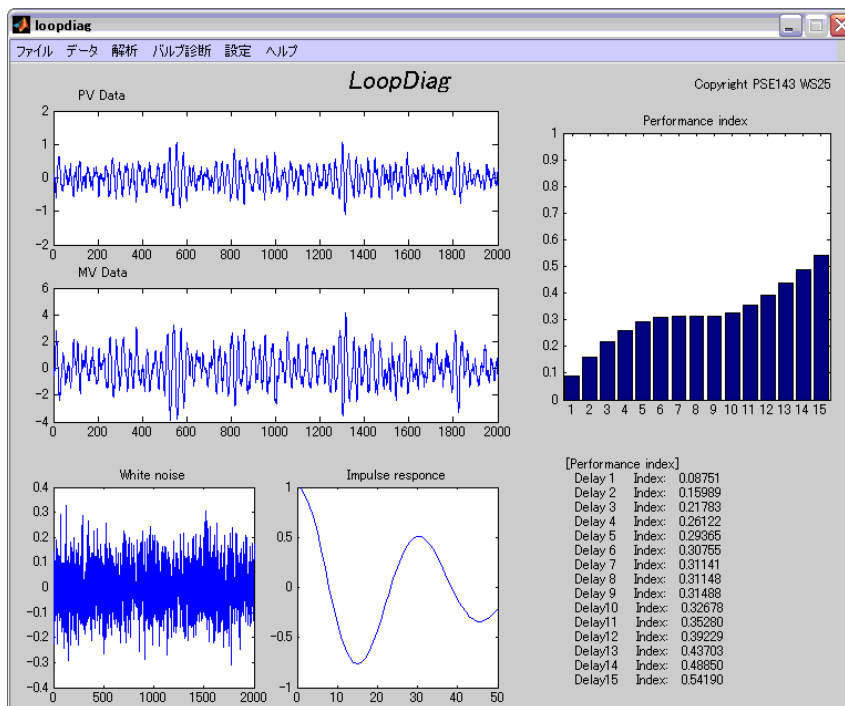 loopdiag
ファイル データ 解析 バルブ診断 設定 ヘルプ
LoopDiag
Copyright PSE143 WS25
PV Data
2
1
0
-1
-2
0 200 400 600 800 1000 1200 1400 1600 1800 2000
MV Data
6
4
2
0
-2
-4
0 200 400 600 800 1000 1200 1400 1600 1800 2000
Performance index
1
0.9
0.8
0.7
0.6
0.5
0.4
0.3
0.2
0.1
0
1 2 3 4 5 6 7 8 9 10 11 12 13 14 15
White noise
0.4
0.3
0.2
0.1
0
-0.1
-0.2
-0.3
-0.4
0 500 1000 1500 2000
Impulse responce
1
0.5
0
-0.5
-1
0 10 20 30 40 50
[Performance index]
Delay 1 Index: 0.08751
Delay 2 Index: 0.15989
Delay 3 Index: 0.21783
Delay 4 Index: 0.26122
Delay 5 Index: 0.29365
Delay 6 Index: 0.30755
Delay 7 Index: 0.31141
Delay 8 Index: 0.31148
Delay 9 Index: 0.31488
Delay10 Index: 0.32678
Delay11 Index: 0.35280
Delay12 Index: 0.39229
Delay13 Index: 0.43703
Delay14 Index: 0.48850
Delay15 Index: 0.54190